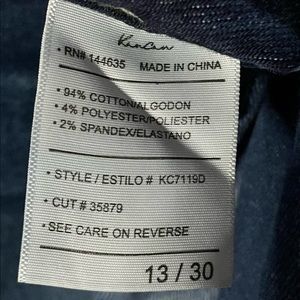 KanCan
• RN# 144635 MADE IN CHINA
• 94% COTTON/ALGODON
• 4% POLYESTER/POLIESTER
• 2% SPANDEX/ELASTANO
• STYLE / ESTILO # KC7119D
• CUT # 35879
• SEE CARE ON REVERSE
13 / 30